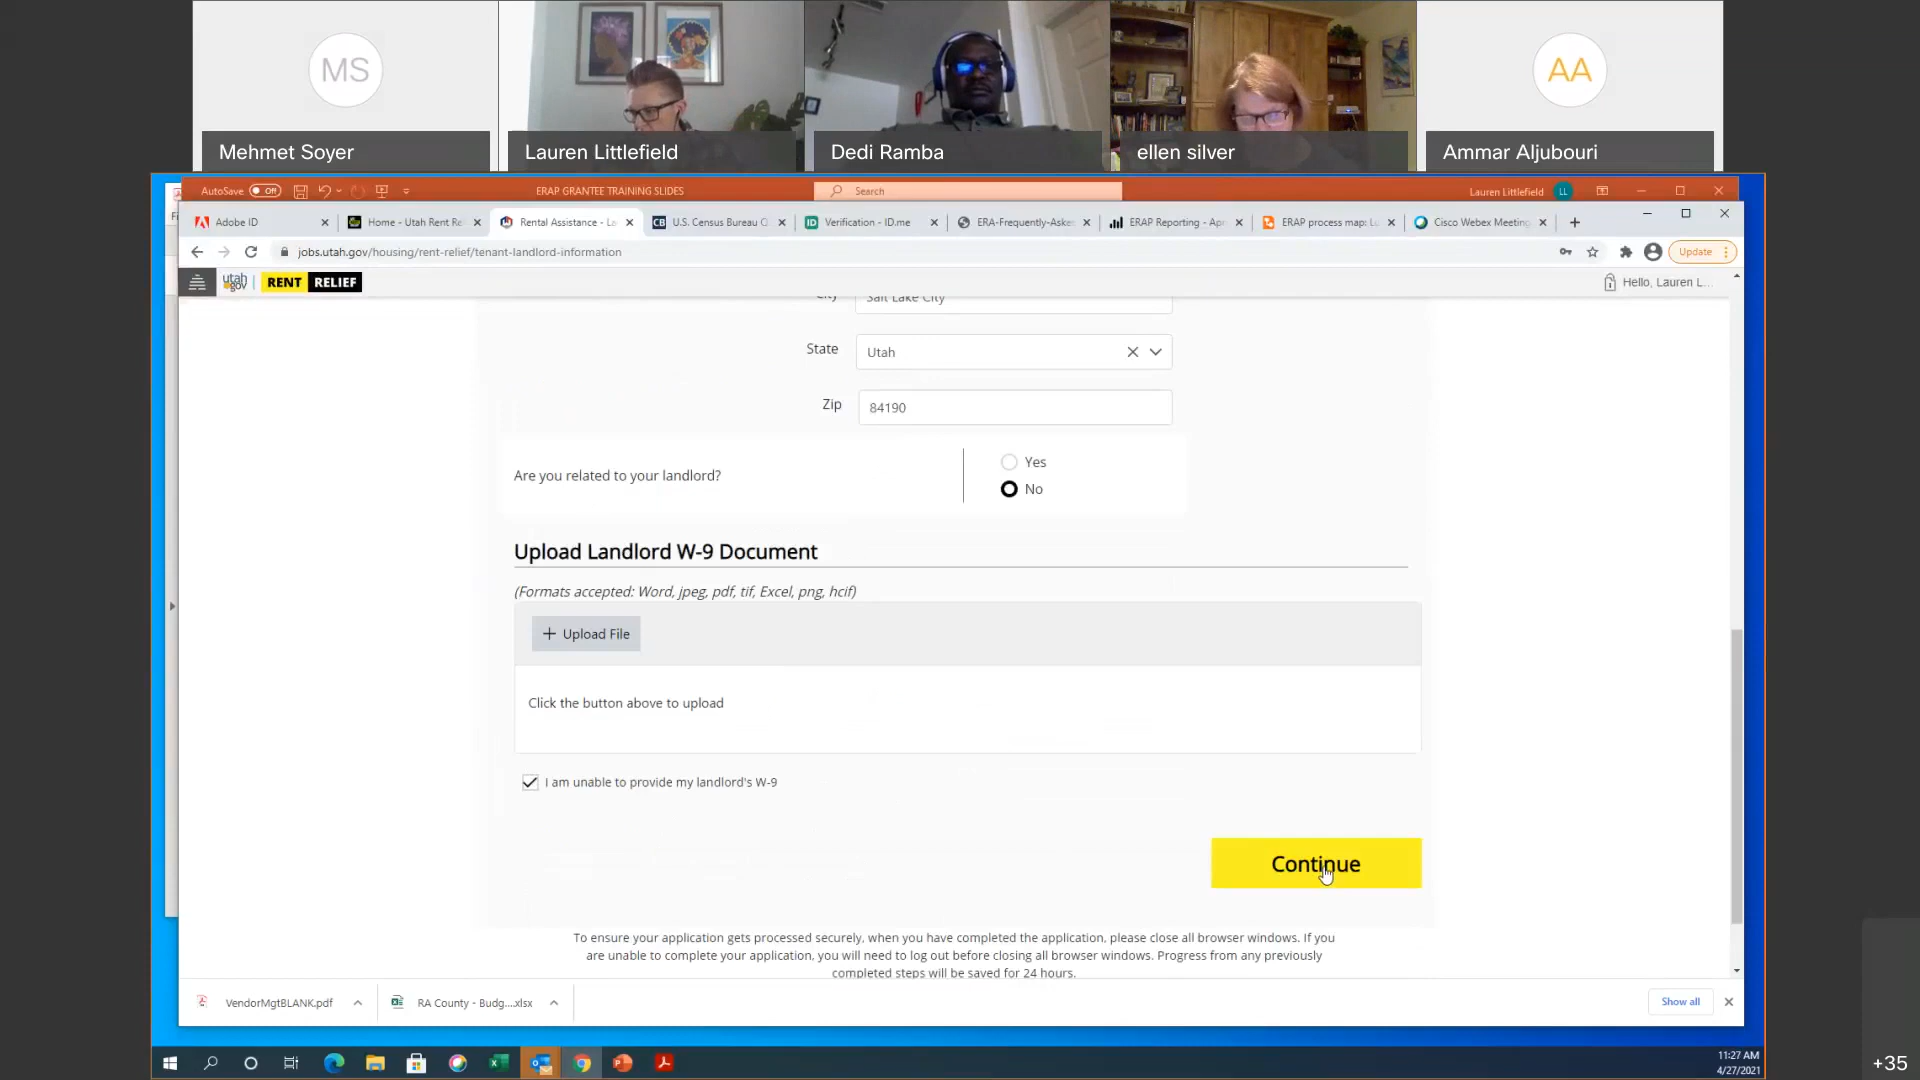 MS
AA
Mehmet Soyer
Lauren Littlefield
Dedi Ramba
ellen silver
Ammar Aljubouri
AutoSave Off
ERAP GRANTEE TRAINING SLIDES
Search
Lauren Littlefield LL
Adobe ID
Home - Utah Rent Re
Rental Assistance - La
CB U.S. Census Bureau Q
ID Verification - ID.me
ERA-Frequently-Aske
ERAP Reporting - Apr
ERAP process map: Lu
Cisco Webex Meeting
jobs.utah.gov/housing/rent-relief/tenant-landlord-information
Update
utah gov RENT RELIEF
Hello, Lauren L...
City
Salt Lake City
State
Utah
Zip
84190
Are you related to your landlord?
Yes
No
Upload Landlord W-9 Document
(Formats accepted: Word, jpeg, pdf, tif, Excel, png, hcif)
+ Upload File
Click the button above to upload
I am unable to provide my landlord's W-9
Continue
To ensure your application gets processed securely, when you have completed the application, please close all browser windows. If you
are unable to complete your application, you will need to log out before closing all browser windows. Progress from any previously
completed steps will be saved for 24 hours.
VendorMgtBLANK.pdf
RA County - Budg....xlsx
Show all
11:27 AM
4/27/2021
+35